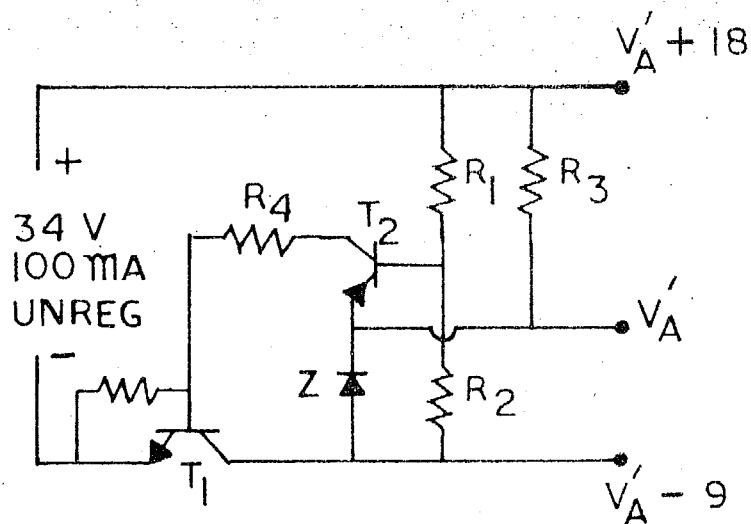 V'A + 18
+
R1
R3
R4
T2
34 V
100 MA
UNREG
V'A
-
Z
R2
T1
V'A - 9